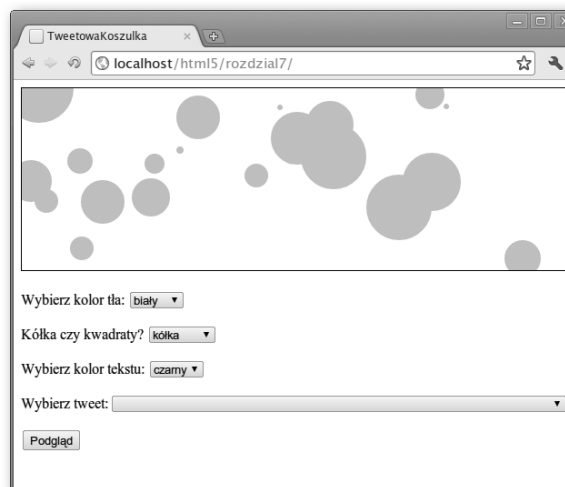 TweetowaKoszulka
localhost/html5/rozdzial7/
Wybierz kolor tła: biały
Kółka czy kwadraty? kółka
Wybierz kolor tekstu: czarny
Wybierz tweet:
Podgląd